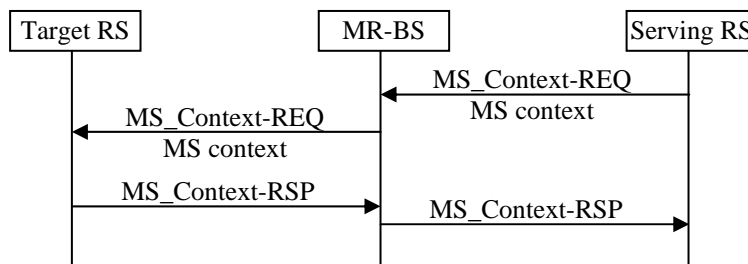 Target RS
MR-BS
Serving RS
MS_Context-REQ
MS context
MS_Context-REQ
MS context
MS_Context-RSP
MS_Context-RSP